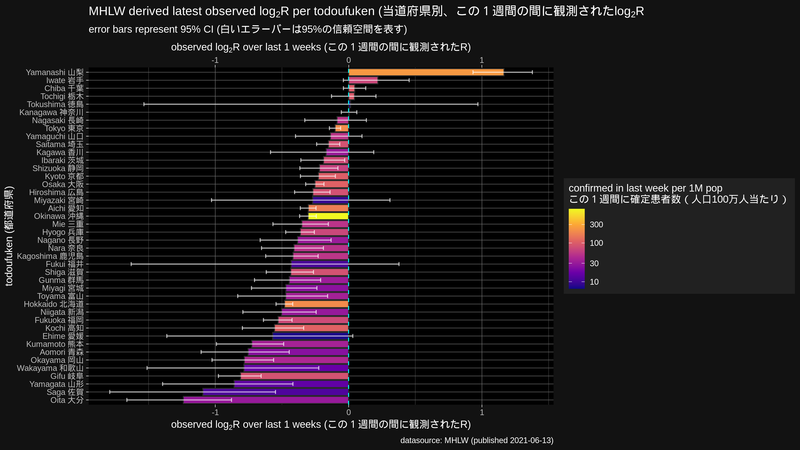 MHLW derived latest observed log2R per todoufuken (当道府県別、この１週間の間に観測されたlog2R
error bars represent 95% CI (白いエラーバーは95%の信頼空間を表す)
observed log2R over last 1 weeks (この１週間の間に観測されたR)
-1 0 1
todoufuken (都道府県)
Yamanashi 山梨
Iwate 岩手
Chiba 千葉
Tochigi 栃木
Tokushima 徳島
Kanagawa 神奈川
Nagasaki 長崎
Tokyo 東京
Yamaguchi 山口
Saitama 埼玉
Kagawa 香川
Ibaraki 茨城
Shizuoka 静岡
Kyoto 京都
Osaka 大阪
Hiroshima 広島
Miyazaki 宮崎
Aichi 愛知
Okinawa 沖縄
Mie 三重
Hyogo 兵庫
Nagano 長野
Nara 奈良
Kagoshima 鹿児島
Fukui 福井
Shiga 滋賀
Gunma 群馬
Miyagi 宮城
Toyama 富山
Hokkaido 北海道
Niigata 新潟
Fukuoka 福岡
Kochi 高知
Ehime 愛媛
Kumamoto 熊本
Aomori 青森
Okayama 岡山
Wakayama 和歌山
Gifu 岐阜
Yamagata 山形
Saga 佐賀
Oita 大分
-1 0 1
observed log2R over last 1 weeks (この１週間の間に観測されたR)
confirmed in last week per 1M pop
この１週間に確定患者数（人口100万人当たり）
300
100
30
10
datasource: MHLW (published 2021-06-13)